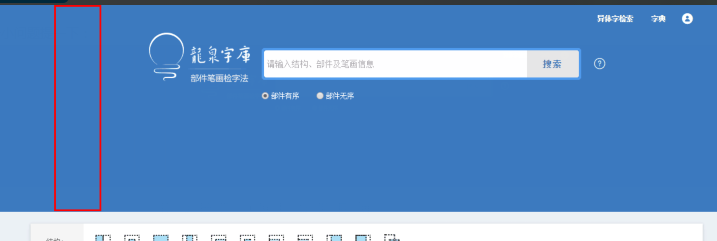 异体字检索 字典
龍泉字庫
部件笔画检字法
请输入结构、部件及笔画信息
搜索
?
部件有序 部件无序